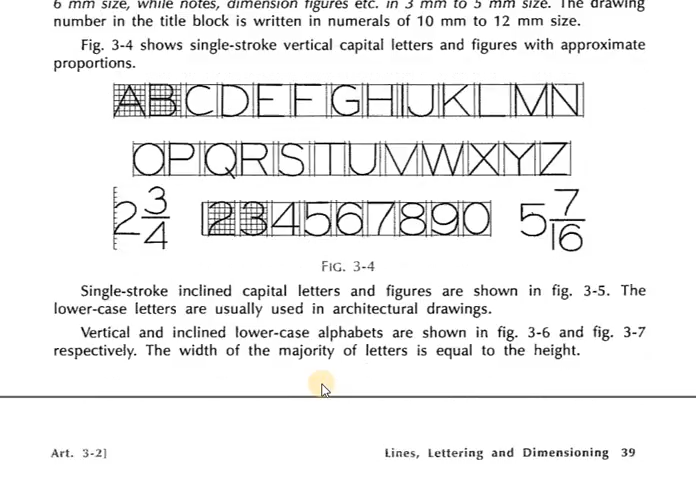 6 mm size, while notes, dimension figures etc. in 3 mm to 5 mm size. The drawing
number in the title block is written in numerals of 10 mm to 12 mm size.
Fig. 3-4 shows single-stroke vertical capital letters and figures with approximate
proportions.
ABCDEFGHIJKLMN
OPQRSTUVWXYZ
2 3/4 1234567890 5 7/16
FIG. 3-4
Single-stroke inclined capital letters and figures are shown in fig. 3-5. The
lower-case letters are usually used in architectural drawings.
Vertical and inclined lower-case alphabets are shown in fig. 3-6 and fig. 3-7
respectively. The width of the majority of letters is equal to the height.
Art. 3-2]
Lines, Lettering and Dimensioning 39